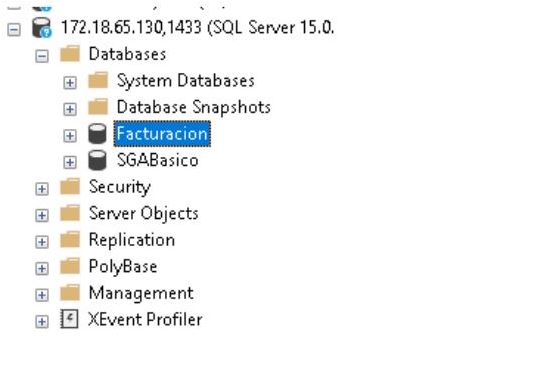 172.18.65.130,1433 (SQL Server 15.0.
Databases
System Databases
Database Snapshots
Facturacion
SGABasico
Security
Server Objects
Replication
PolyBase
Management
XEvent Profiler